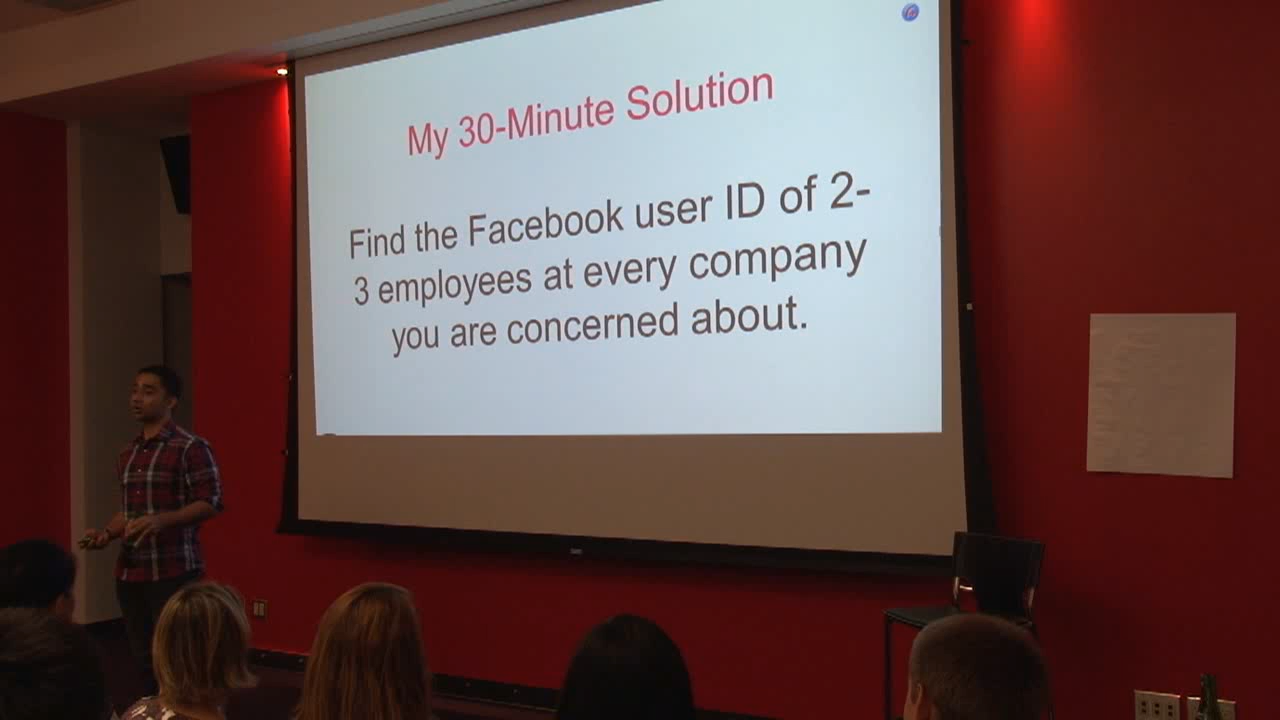 My 30-Minute Solution
Find the Facebook user ID of 2-
3 employees at every company
you are concerned about.